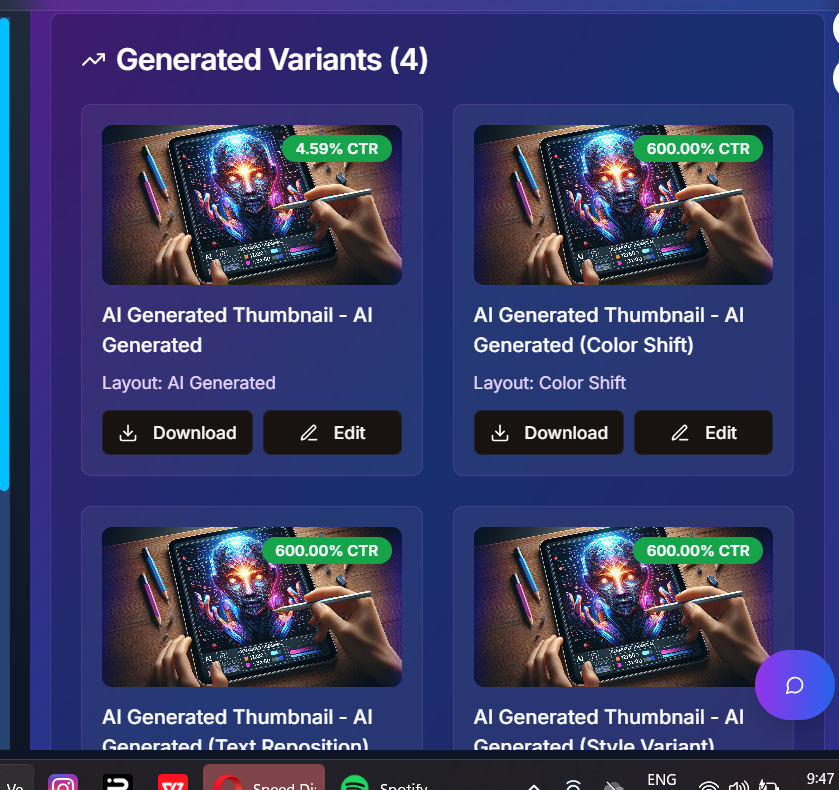 Generated Variants (4)
4.59% CTR
AI Generated Thumbnail - AI
Generated
Layout: AI Generated
Download
Edit
600.00% CTR
AI Generated Thumbnail - AI
Generated (Color Shift)
Layout: Color Shift
Download
Edit
600.00% CTR
AI Generated Thumbnail - AI
Generated (Text Reposition)
600.00% CTR
AI Generated Thumbnail - AI
Generated (Style Variant)
Ve
Speed Di
Spotify
ENG
9:47